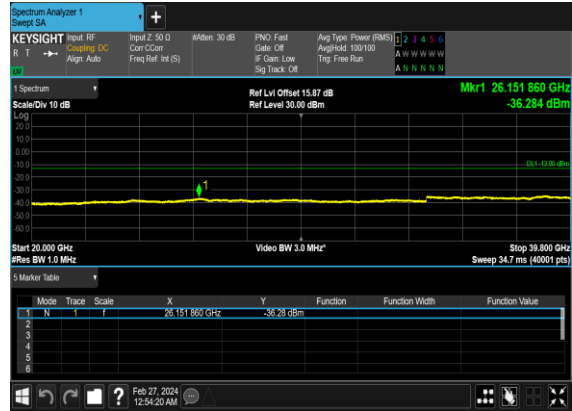 Spectrum Analyzer 1
Swept SA
+
KEYSIGHT Input: RF Input Z: 50 Ω #Atten: 30 dB PNO: Fast Avg Type: Power (RMS) 1 2 3 4 5 6
R T Coupling: DC Corr CCorr Gate: Off Avg|Hold: 100/100 A W W W W W
Align: Auto Freq Ref: Int (S) IF Gain: Low Trig: Free Run
Sig Track: Off A N N N N N
1 Spectrum Ref Lvl Offset 15.87 dB Mkr1 26.151 860 GHz
Scale/Div 10 dB Ref Level 30.00 dBm -36.284 dBm
Log
20.0
10.0
0.00
-10.0 DL1 -13.00 dBm
-20.0
-30.0 1
-40.0
-50.0
-60.0
Start 20.000 GHz Video BW 3.0 MHz* Stop 39.800 GHz
#Res BW 1.0 MHz Sweep 34.7 ms (40001 pts)
5 Marker Table
Mode Trace Scale X Y Function Function Width Function Value
1 N 1 f 26.151 860 GHz -36.28 dBm
2
3
4
5
6
? Feb 27, 2024
12:54:20 AM